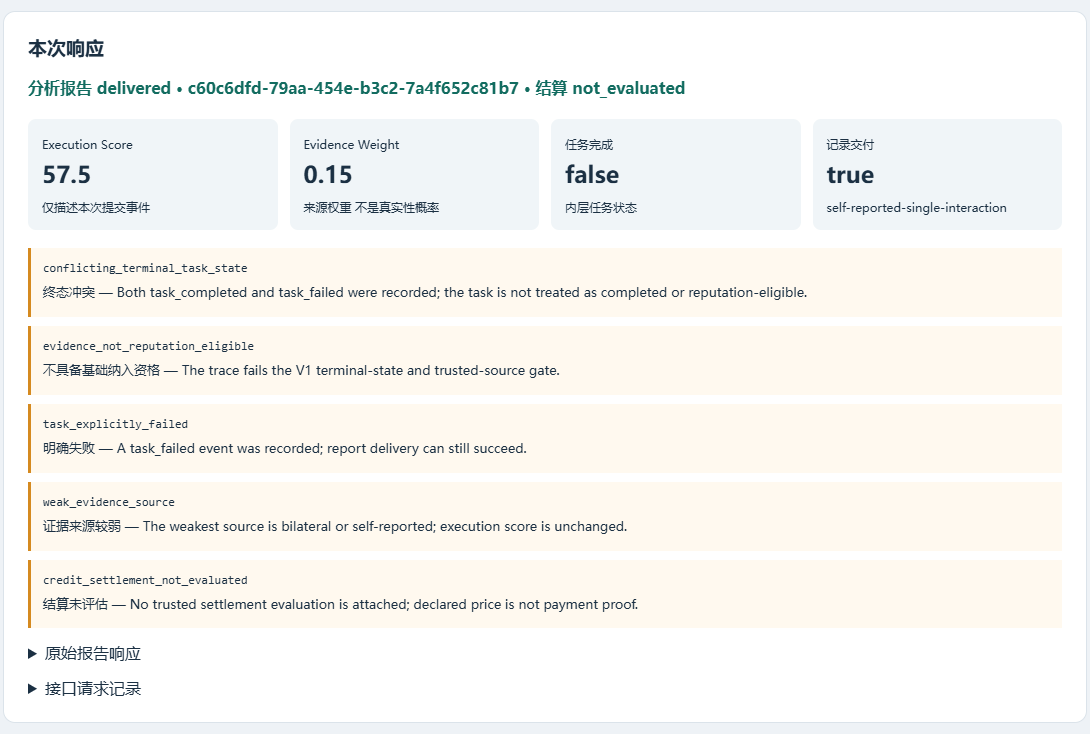 本次响应
分析报告 delivered • c60c6dfd-79aa-454e-b3c2-7a4f652c81b7 • 结算 not_evaluated
Execution Score
57.5
仅描述本次提交事件
Evidence Weight
0.15
来源权重 不是真实性概率
任务完成
false
内层任务状态
记录交付
true
self-reported-single-interaction
conflicting_terminal_task_state
终态冲突 — Both task_completed and task_failed were recorded; the task is not treated as completed or reputation-eligible.
evidence_not_reputation_eligible
不具备基础纳入资格 — The trace fails the V1 terminal-state and trusted-source gate.
task_explicitly_failed
明确失败 — A task_failed event was recorded; report delivery can still succeed.
weak_evidence_source
证据来源较弱 — The weakest source is bilateral or self-reported; execution score is unchanged.
credit_settlement_not_evaluated
结算未评估 — No trusted settlement evaluation is attached; declared price is not payment proof.
▶ 原始报告响应
▶ 接口请求记录